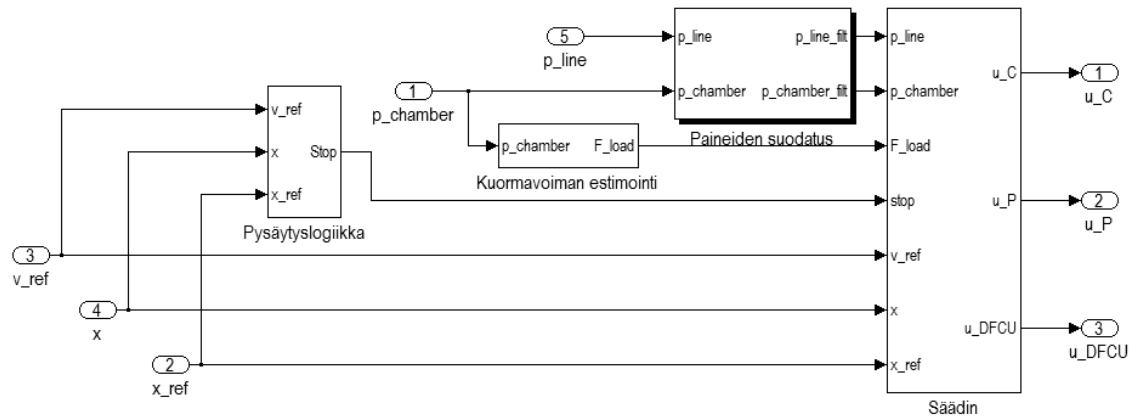 5
p_line
p_line
p_line_filt
p_chamber
p_chamber_filt
Paineiden suodatus
1
p_chamber
p_chamber
F_load
Kuormavoiman estimointi
v_ref
x
x_ref
Stop
Pysäytyslogiikka
3
v_ref
4
x
2
x_ref
p_line
p_chamber
F_load
stop
v_ref
x
x_ref
u_C
u_P
u_DFCU
Säädin
1
u_C
2
u_P
3
u_DFCU